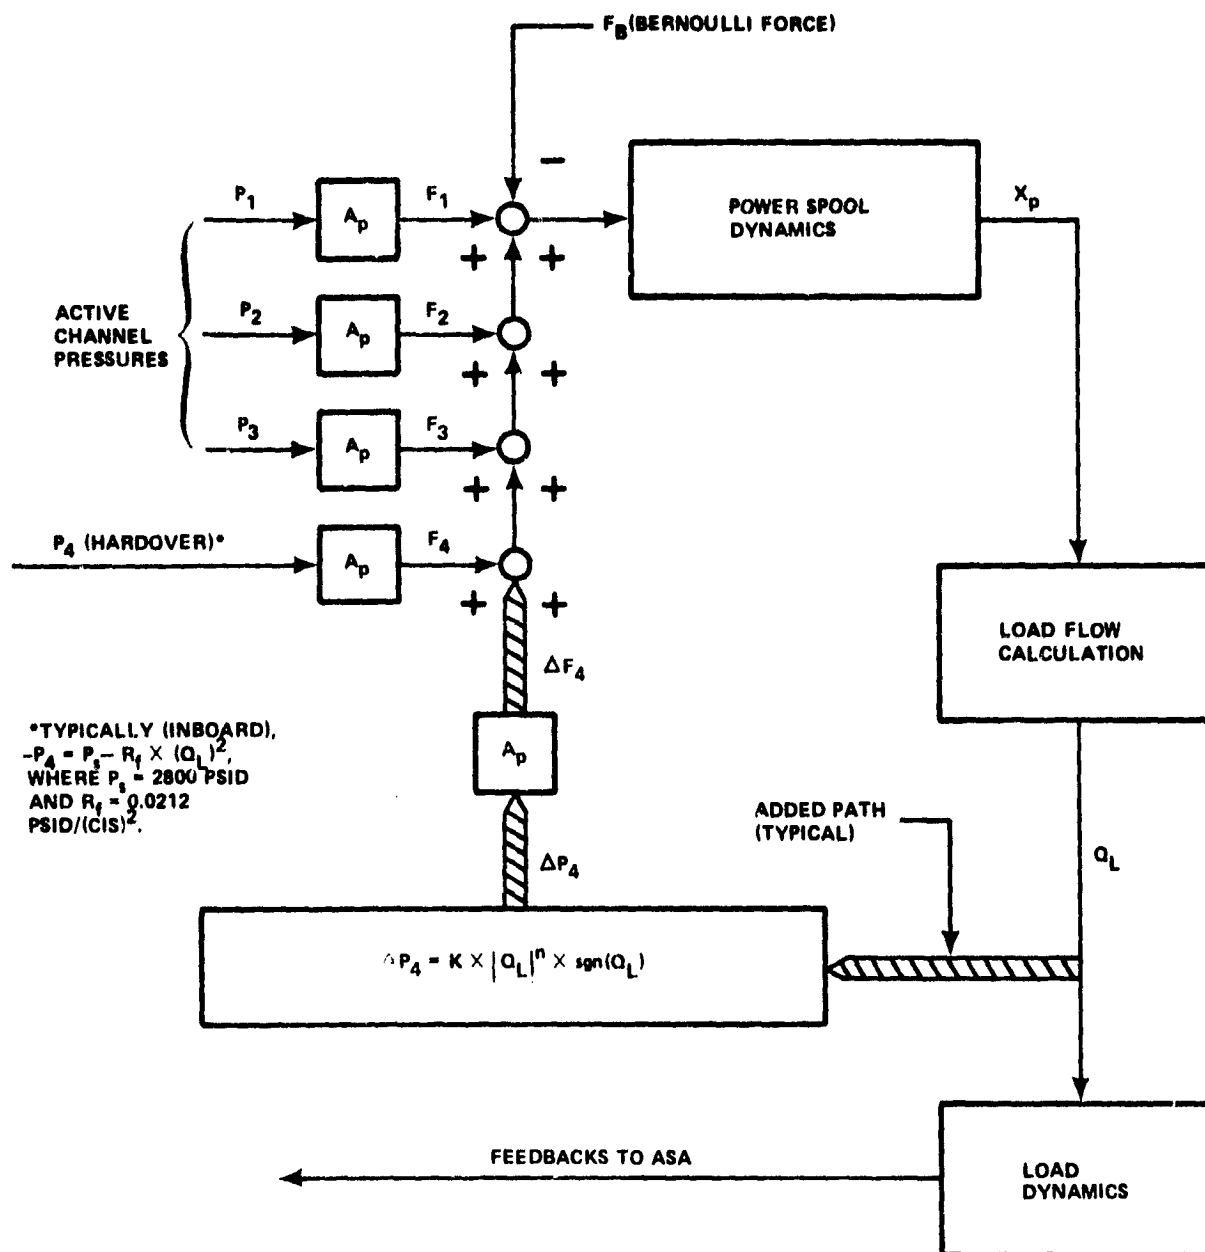 F_B (BERNOULLI FORCE)
−
P_1
A_p
F_1
+ +
POWER SPOOL
DYNAMICS
X_p
ACTIVE
CHANNEL
PRESSURES
P_2
A_p
F_2
+ +
P_3
A_p
F_3
+ +
P_4 (HARDOVER)*
A_p
F_4
+ +
LOAD FLOW
CALCULATION
ΔF_4
A_p
*TYPICALLY (INBOARD),
-P_4 = P_s - R_f X (Q_L)^2,
WHERE P_s = 2800 PSID
AND R_f = 0.0212
PSID/(CIS)^2.
ADDED PATH
(TYPICAL)
ΔP_4
Q_L
ΔP_4 = K X |Q_L|^n X sgn(Q_L)
FEEDBACKS TO ASA
LOAD
DYNAMICS